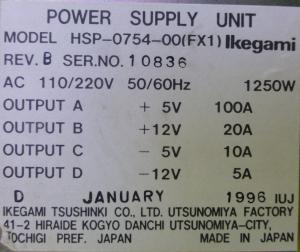 POWER SUPPLY UNIT
MODEL HSP-0754-00(FX1) Ikegami
REV. B SER.NO. 10836
AC 110/220V 50/60Hz 1250W
OUTPUT A + 5V 100A
OUTPUT B +12V 20A
OUTPUT C - 5V 10A
OUTPUT D -12V 5A
D JANUARY 1996 IUJ
IKEGAMI TSUSHINKI CO., LTD. UTSUNOMIYA FACTORY
41-2 HIRAIDE KOGYO DANCHI UTSUNOMIYA-CITY,
TOCHIGI PREF. JAPAN MADE IN JAPAN